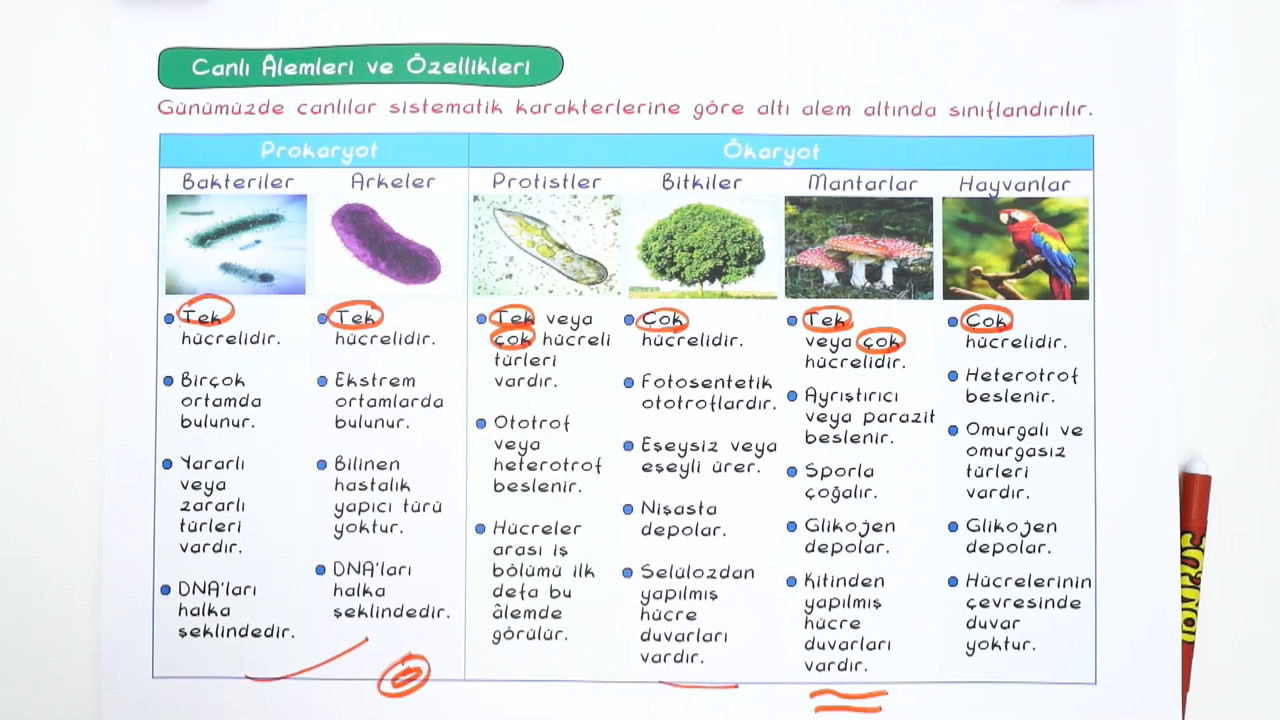 Canlı Âlemleri ve Özellikleri
Günümüzde canlılar sistematik karakterlerine göre altı alem altında sınıflandırılır.
Prokaryot
Ökaryot
Bakteriler
Arkeler
Protistler
Bitkiler
Mantarlar
Hayvanlar
Tek
hücrelidir.
Birçok
ortamda
bulunur.
Yararlı
veya
zararlı
türleri
vardır.
DNA'ları
halka
şeklindedir.
Tek
hücrelidir.
Ekstrem
ortamlarda
bulunur.
Bilinen
hastalık
yapıcı türü
yoktur.
DNA'ları
halka
şeklindedir.
Tek veya
çok hücreli
türleri
vardır.
Ototrof
veya
heterotrof
beslenir.
Hücreler
arası iş
bölümü ilk
defa bu
âlemde
görülür.
Çok
hücrelidir.
Fotosentetik
ototroflardır.
Eşeysiz veya
eşeyli ürer.
Nişasta
depolar.
Selülozdan
yapılmış
hücre
duvarları
vardır.
Tek
veya çok
hücrelidir.
Ayrıştırıcı
veya parazit
beslenir.
Sporla
çoğalır.
Glikojen
depolar.
Kitinden
yapılmış
hücre
duvarları
vardır.
Çok
hücrelidir.
Heterotrof
beslenir.
Omurgalı ve
omurgasız
türleri
vardır.
Glikojen
depolar.
Hücrelerinin
çevresinde
duvar
yoktur.